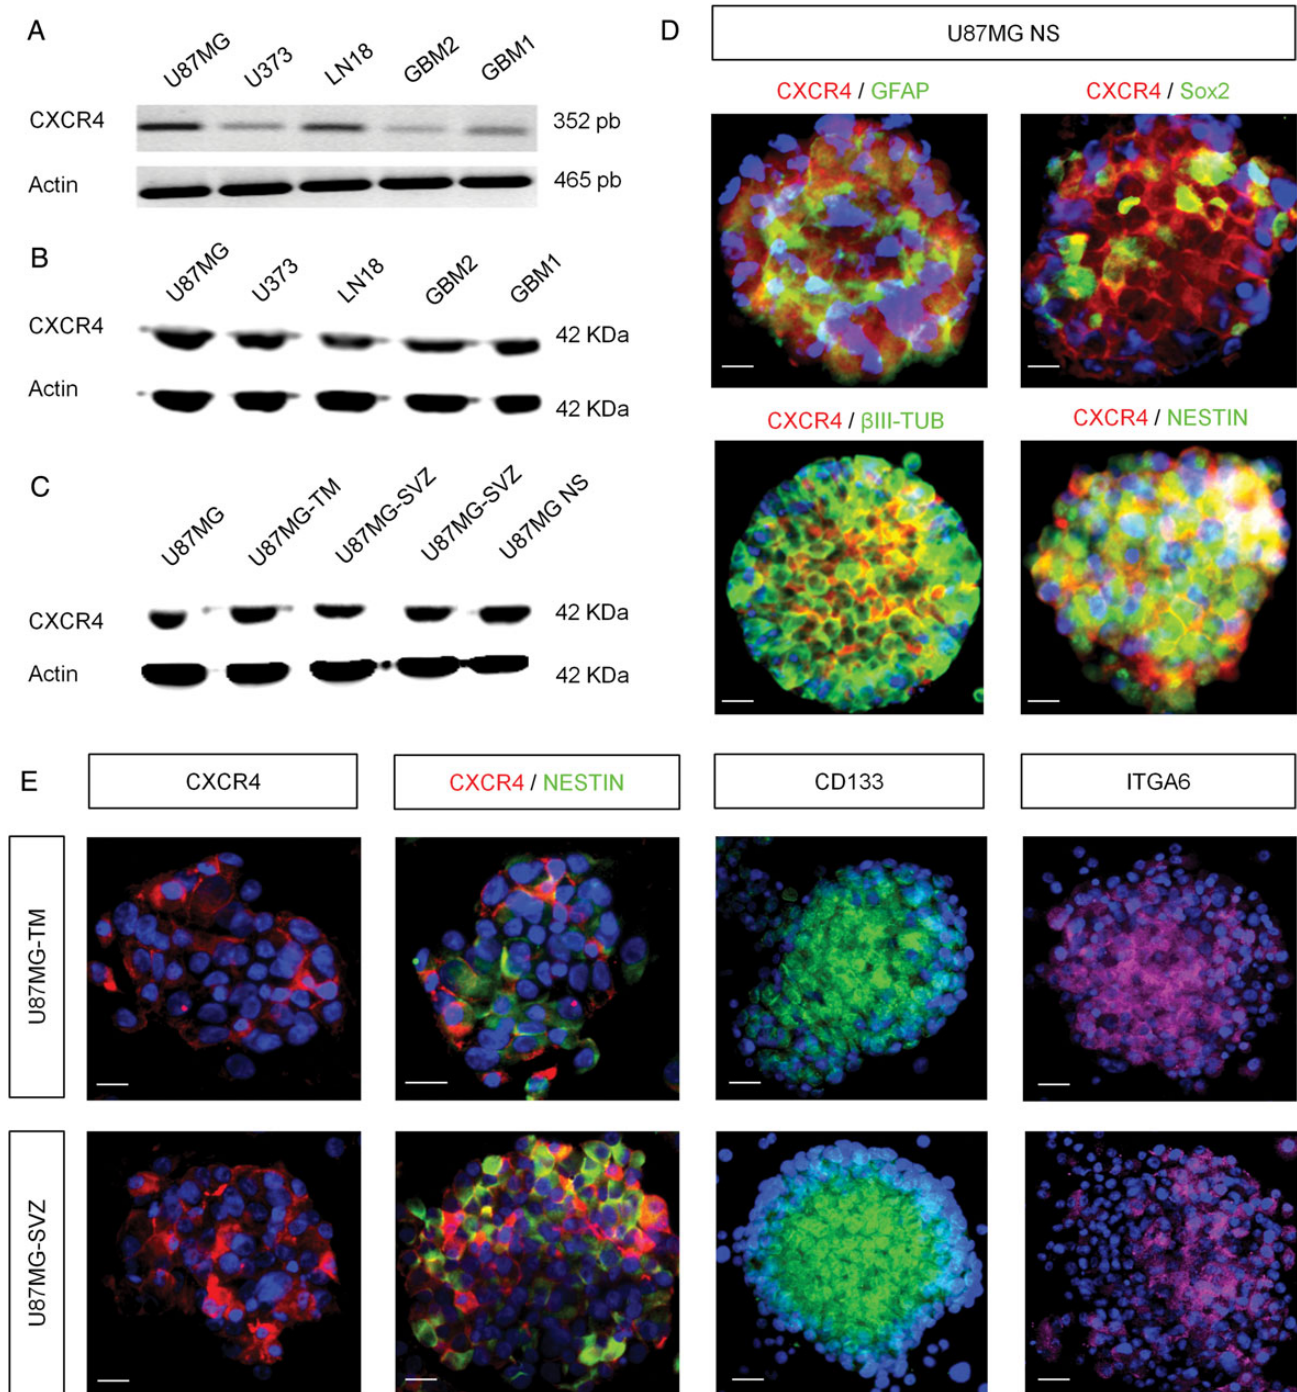 A
U87MG U373 LN18 GBM2 GBM1
CXCR4 352 pb
Actin 465 pb
B
U87MG U373 LN18 GBM2 GBM1
CXCR4 42 KDa
Actin 42 KDa
C
U87MG U87MG-TM U87MG-SVZ U87MG-SVZ U87MG NS
CXCR4 42 KDa
Actin 42 KDa
D
U87MG NS
CXCR4 / GFAP CXCR4 / Sox2
CXCR4 / βIII-TUB CXCR4 / NESTIN
E
CXCR4 CXCR4 / NESTIN CD133 ITGA6
U87MG-TM
U87MG-SVZ